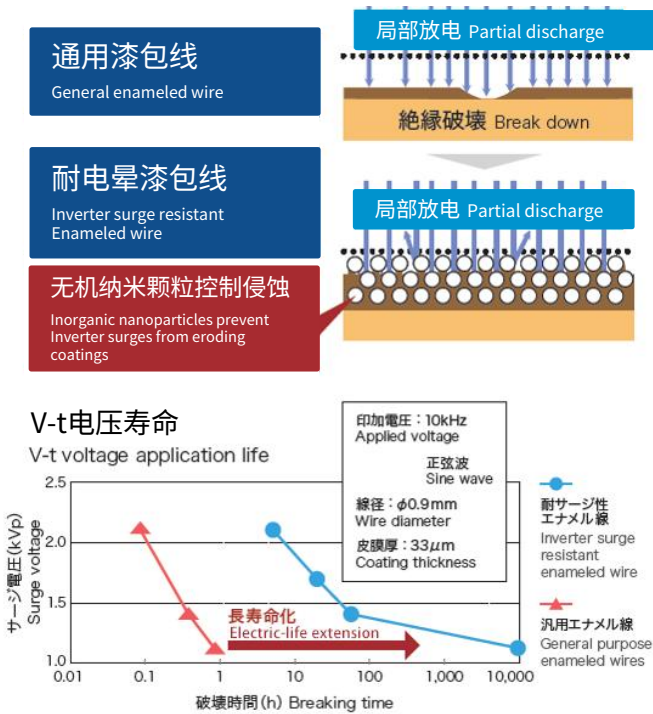 通用漆包线
General enameled wire
局部放电 Partial discharge
絶縁破壊 Break down
耐电晕漆包线
Inverter surge resistant
Enameled wire
局部放电 Partial discharge
无机纳米颗粒控制侵蚀
Inorganic nanoparticles prevent
Inverter surges from eroding
coatings
V-t电压寿命
V-t voltage application life
印加電圧：10kHz
Applied voltage
正弦波
Sine wave
線径：φ0.9mm
Wire diameter
皮膜厚：33μm
Coating thickness
サージ電圧(kVp)
Surge voltage
2.5
2.0
1.5
1.0
長寿命化
Electric-life extension
0.01
0.1
1
10
100
1,000
10,000
破壊時間(h) Breaking time
耐サージ性
エナメル線
Inverter surge
resistant
enameled wire
汎用エナメル線
General purpose
enameled wires